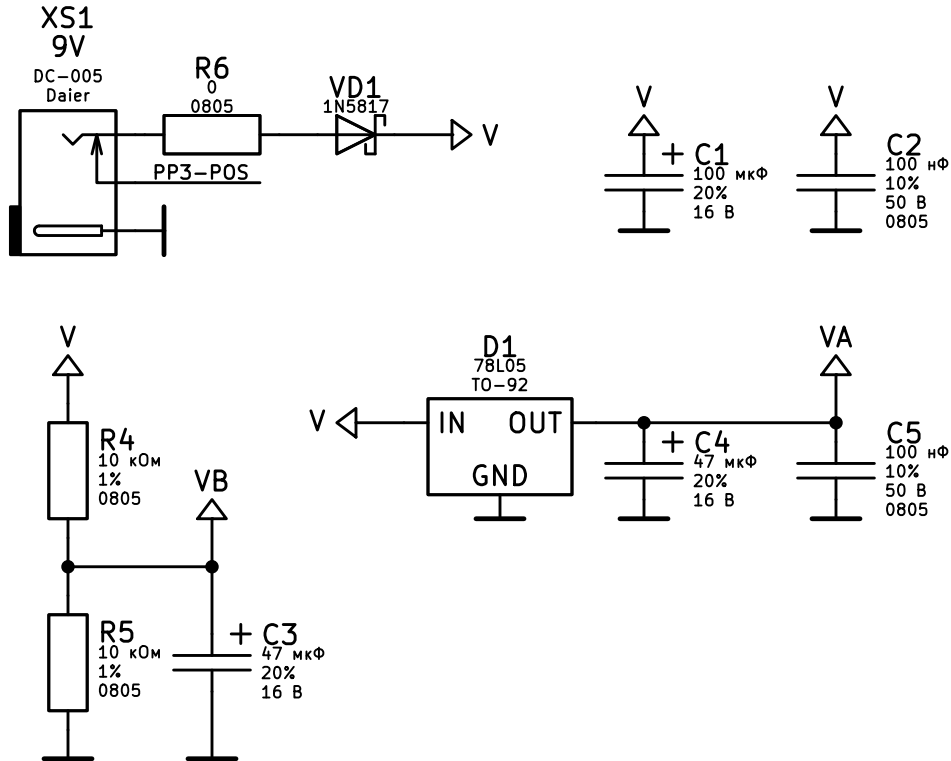 XS1
9V
DC-005
Daier
R6
0
0805
VD1
1N5817
V
PP3-POS
V
+ C1
100 мкФ
20%
16 В
V
C2
100 нФ
10%
50 В
0805
V
R4
10 кОм
1%
0805
VB
R5
10 кОм
1%
0805
+ C3
47 мкФ
20%
16 В
D1
78L05
TO-92
V
IN OUT
GND
+ C4
47 мкФ
20%
16 В
VA
C5
100 нФ
10%
50 В
0805